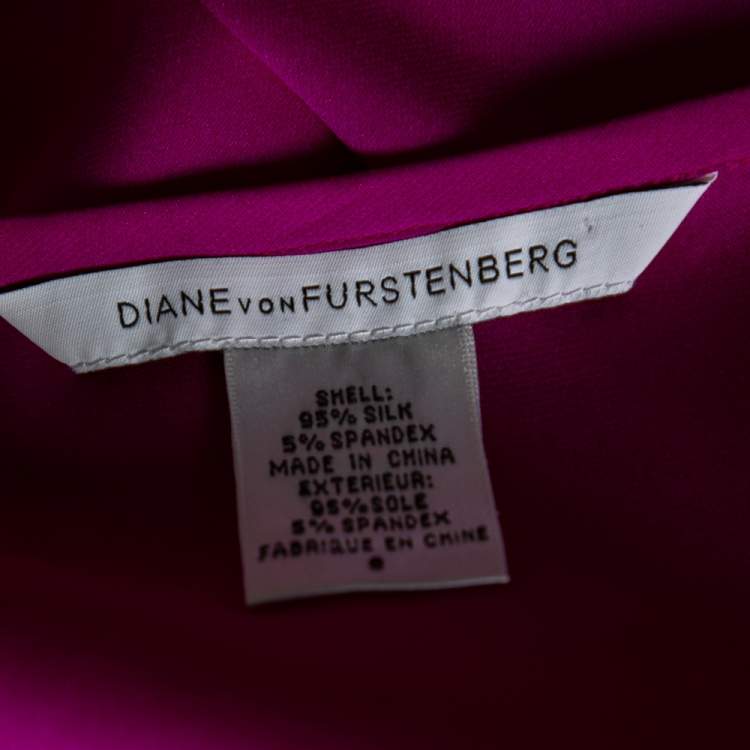 DIANE VON FURSTENBERG
SHELL:
95% SILK
5% SPANDEX
MADE IN CHINA
EXTERIEUR:
95% SOIE
5% SPANDEX
FABRIQUE EN CHINE